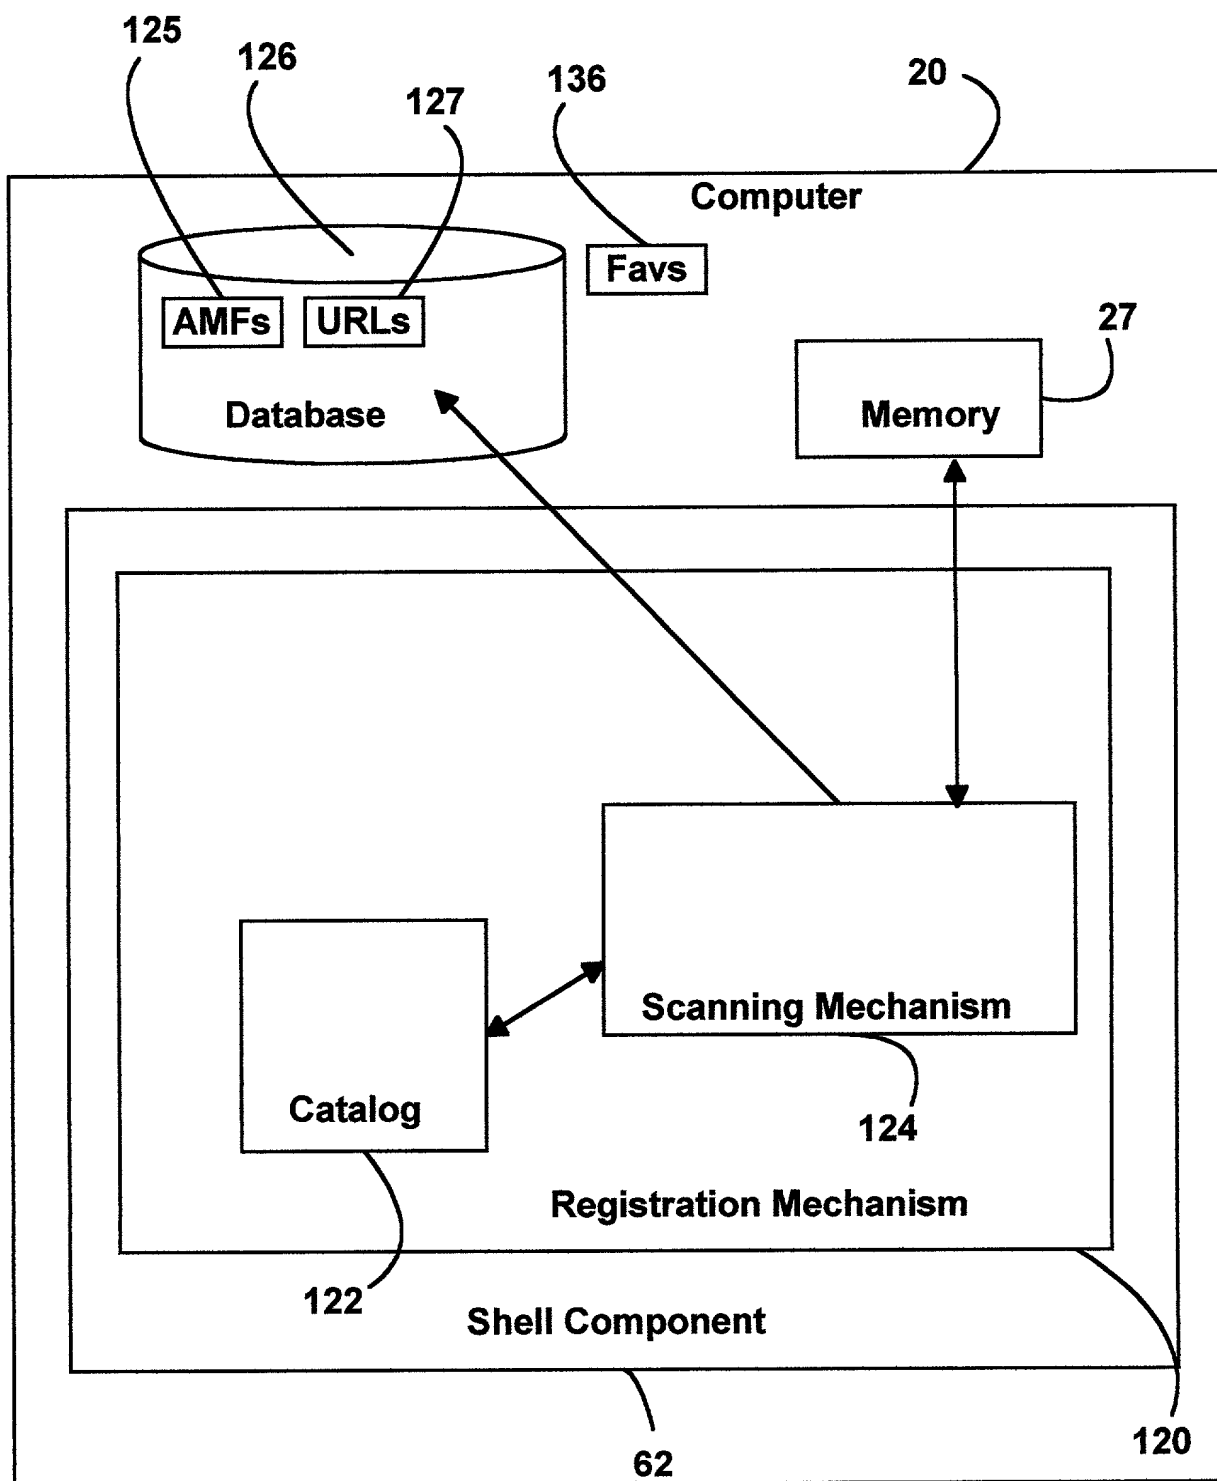 125
126
127
136
20
Computer
Favs
AMFs URLs
27
Database
Memory
Scanning Mechanism
Catalog
124
Registration Mechanism
122
Shell Component
120
62